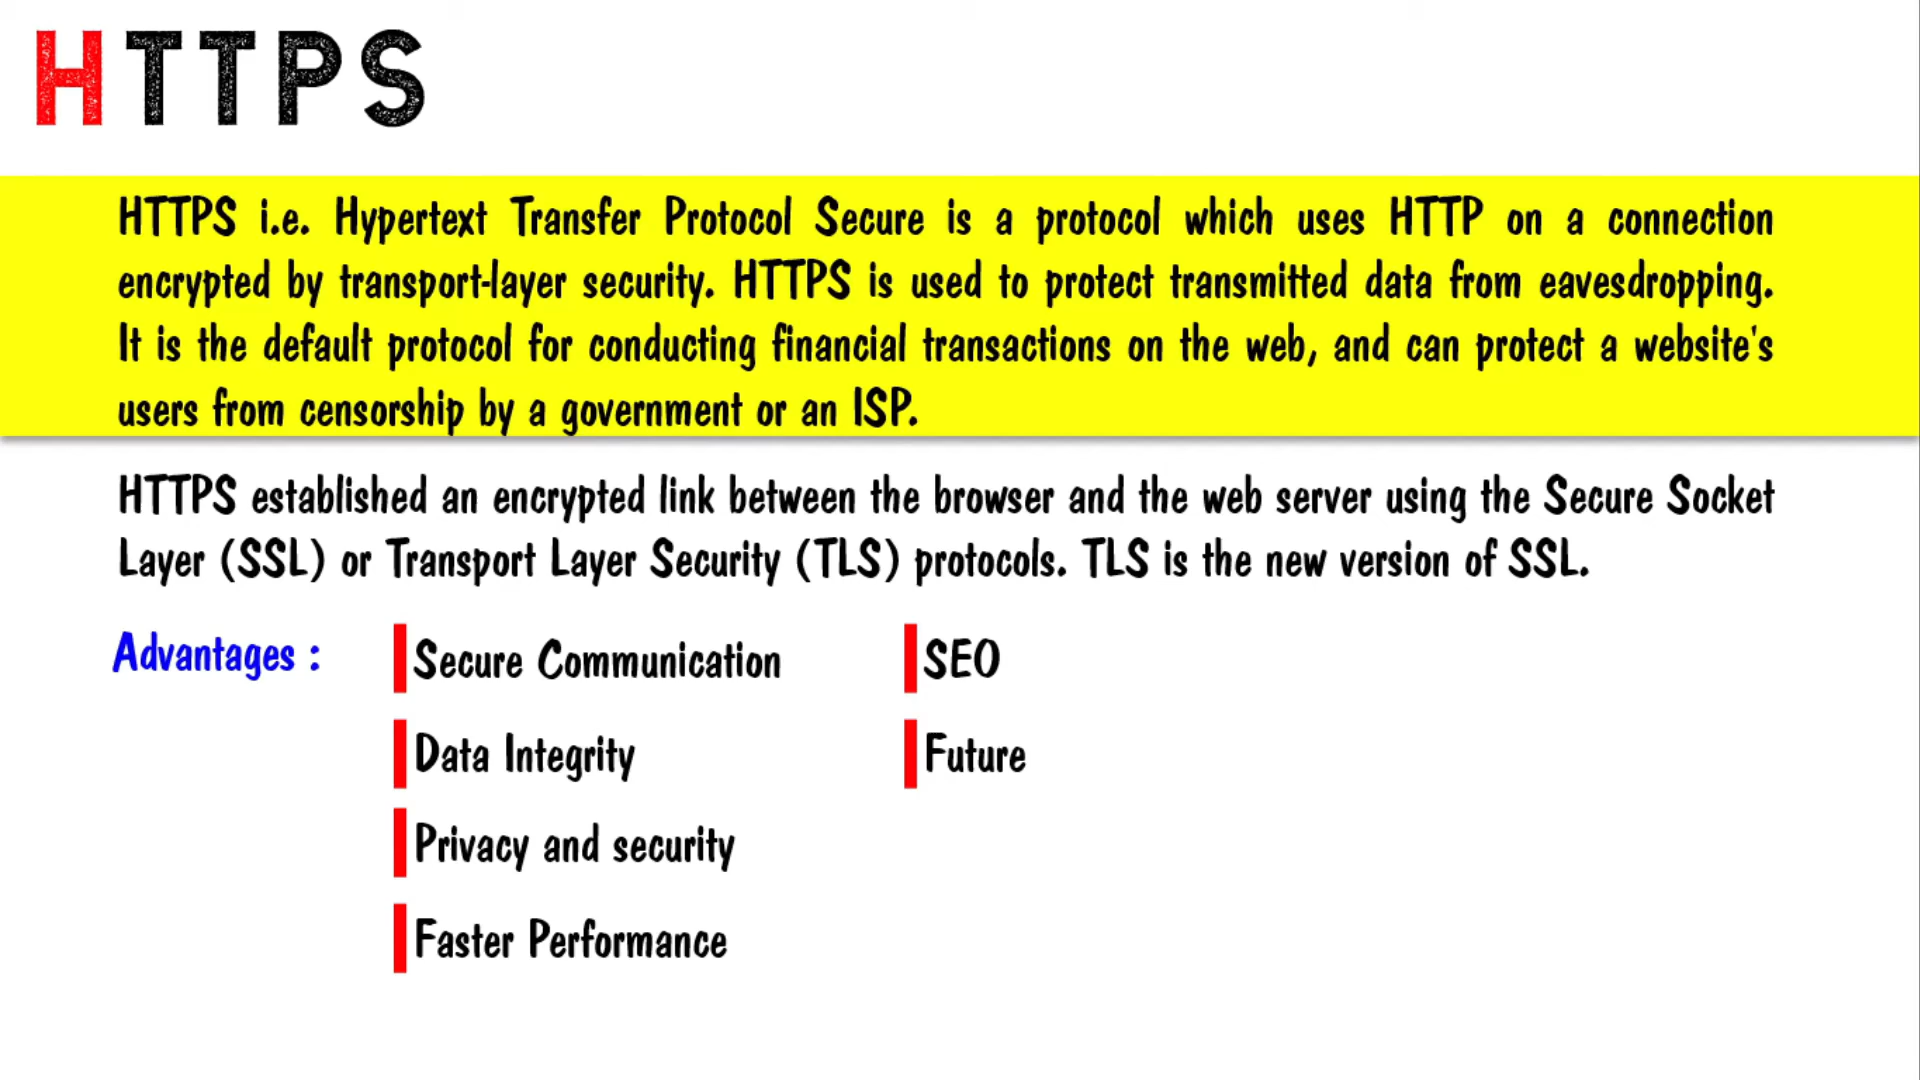 HTTPS
HTTPS i.e. Hypertext Transfer Protocol Secure is a protocol which uses HTTP on a connection
encrypted by transport-layer security. HTTPS is used to protect transmitted data from eavesdropping.
It is the default protocol for conducting financial transactions on the web, and can protect a website's
users from censorship by a government or an ISP.
HTTPS established an encrypted link between the browser and the web server using the Secure Socket
Layer (SSL) or Transport Layer Security (TLS) protocols. TLS is the new version of SSL.
Advantages :
Secure Communication
Data Integrity
Privacy and security
Faster Performance
SEO
Future